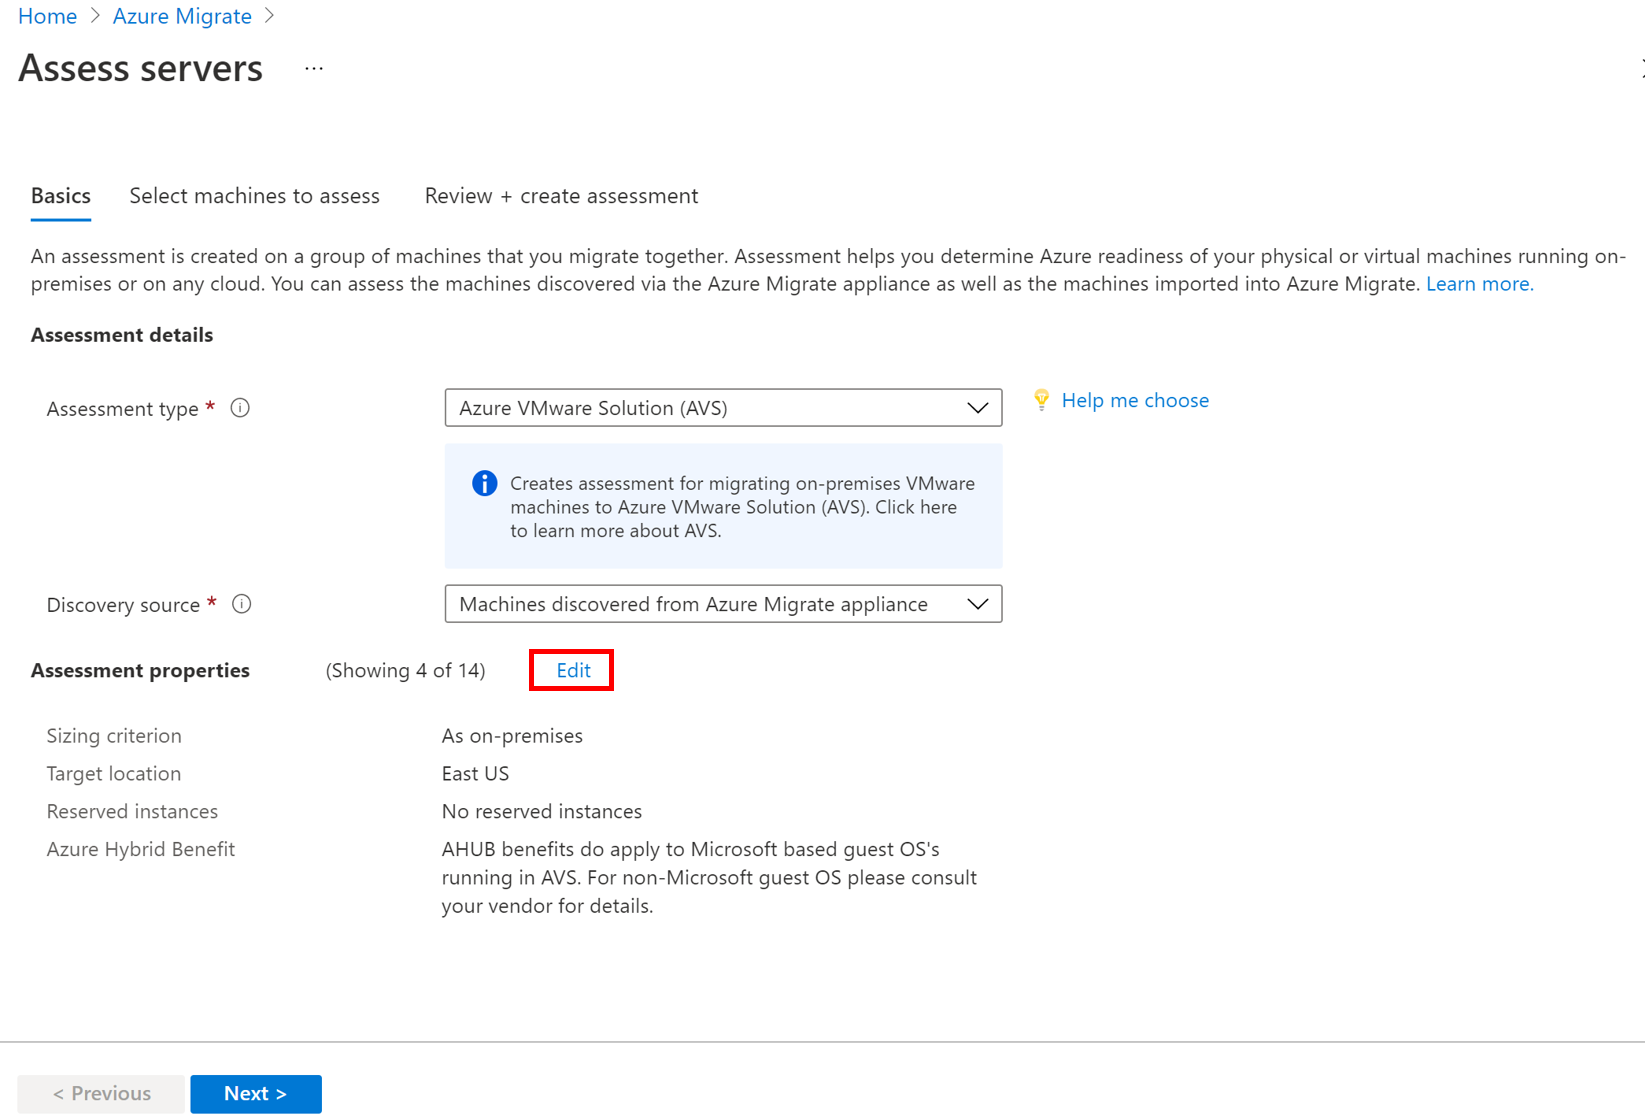 Home > Azure Migrate >
Assess servers ...
Basics Select machines to assess Review + create assessment
An assessment is created on a group of machines that you migrate together. Assessment helps you determine Azure readiness of your physical or virtual machines running on-
premises or on any cloud. You can assess the machines discovered via the Azure Migrate appliance as well as the machines imported into Azure Migrate. Learn more.
Assessment details
Assessment type *
Azure VMware Solution (AVS)
Help me choose
Creates assessment for migrating on-premises VMware
machines to Azure VMware Solution (AVS). Click here
to learn more about AVS.
Discovery source *
Machines discovered from Azure Migrate appliance
Assessment properties (Showing 4 of 14) Edit
Sizing criterion As on-premises
Target location East US
Reserved instances No reserved instances
Azure Hybrid Benefit AHUB benefits do apply to Microsoft based guest OS's
running in AVS. For non-Microsoft guest OS please consult
your vendor for details.
< Previous Next >